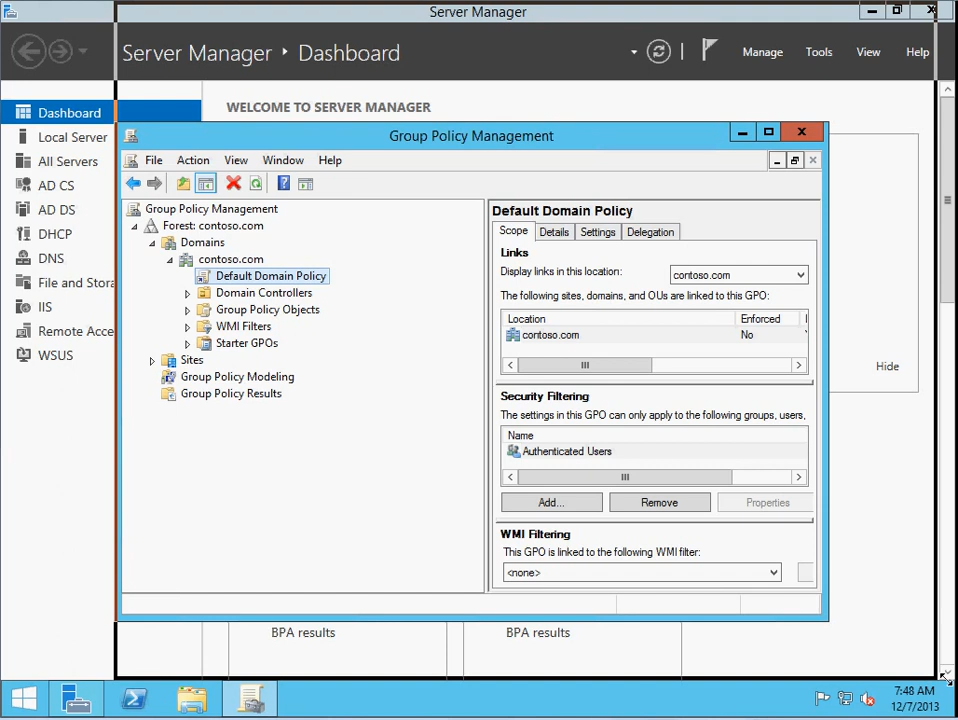 Server Manager
Server Manager ‣ Dashboard
Manage
Tools
View
Help
Dashboard
Local Server
All Servers
AD CS
AD DS
DHCP
DNS
File and Stora
IIS
Remote Acce
WSUS
WELCOME TO SERVER MANAGER
Hide
Group Policy Management
File Action View Window Help
Group Policy Management
Forest: contoso.com
Domains
contoso.com
Default Domain Policy
Domain Controllers
Group Policy Objects
WMI Filters
Starter GPOs
Sites
Group Policy Modeling
Group Policy Results
Default Domain Policy
Scope Details Settings Delegation
Links
Display links in this location: contoso.com
The following sites, domains, and OUs are linked to this GPO:
Location Enforced
contoso.com No
Security Filtering
The settings in this GPO can only apply to the following groups, users,
Name
Authenticated Users
Add... Remove Properties
WMI Filtering
This GPO is linked to the following WMI filter:
<none>
BPA results
BPA results
7:48 AM
12/7/2013